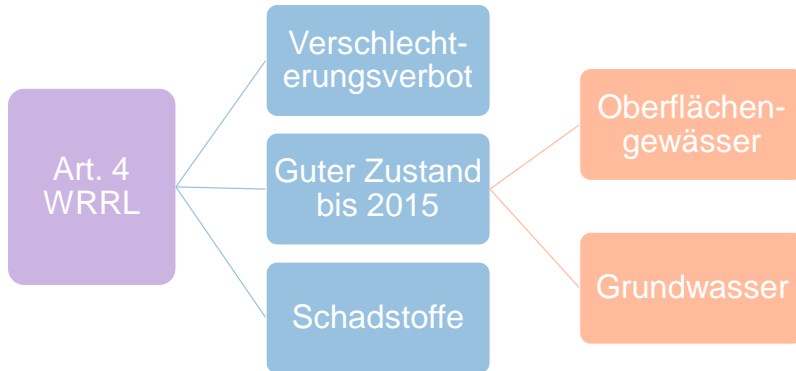 Art. 4
WRRL
Verschlecht-
erungsverbot
Guter Zustand
bis 2015
Schadstoffe
Oberflächen-
gewässer
Grundwasser